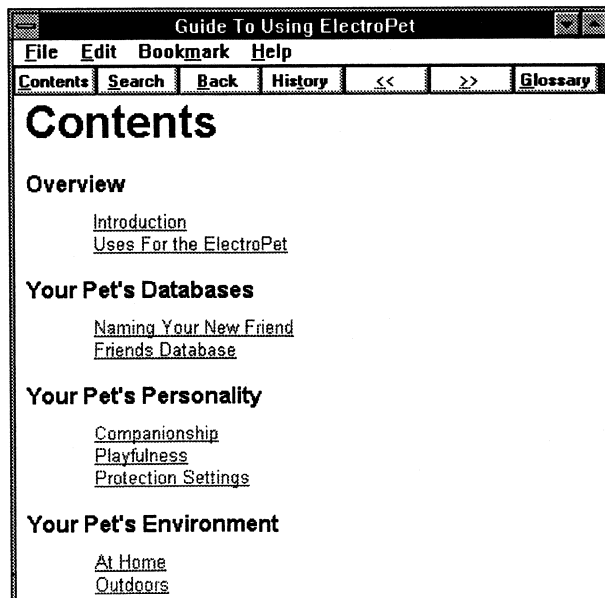 Guide To Using ElectroPet
File Edit Bookmark Help
Contents Search Back History << >> Glossary
Contents
Overview
Introduction
Uses For the ElectroPet
Your Pet's Databases
Naming Your New Friend
Friends Database
Your Pet's Personality
Companionship
Playfulness
Protection Settings
Your Pet's Environment
At Home
Outdoors